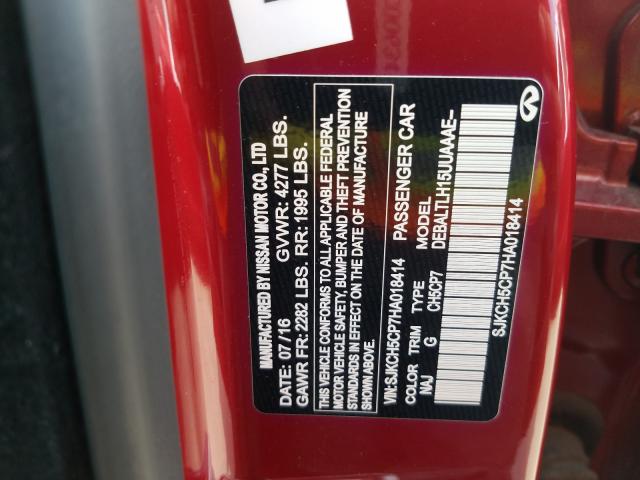 MANUFACTURED BY NISSAN MOTOR CO., LTD
DATE: 07/16 GVWR: 4277 LBS.
GAWR FR: 2282 LBS. RR: 1995 LBS.
THIS VEHICLE CONFORMS TO ALL APPLICABLE FEDERAL
MOTOR VEHICLE SAFETY, BUMPER AND THEFT PREVENTION
STANDARDS IN EFFECT ON THE DATE OF MANUFACTURE
SHOWN ABOVE.
VIN:SJKCH5CP7HA018414 PASSENGER CAR
COLOR TRIM TYPE MODEL
NAJ G CH5CP7 DEBALTLH15UUAAAE--
SJKCH5CP7HA018414